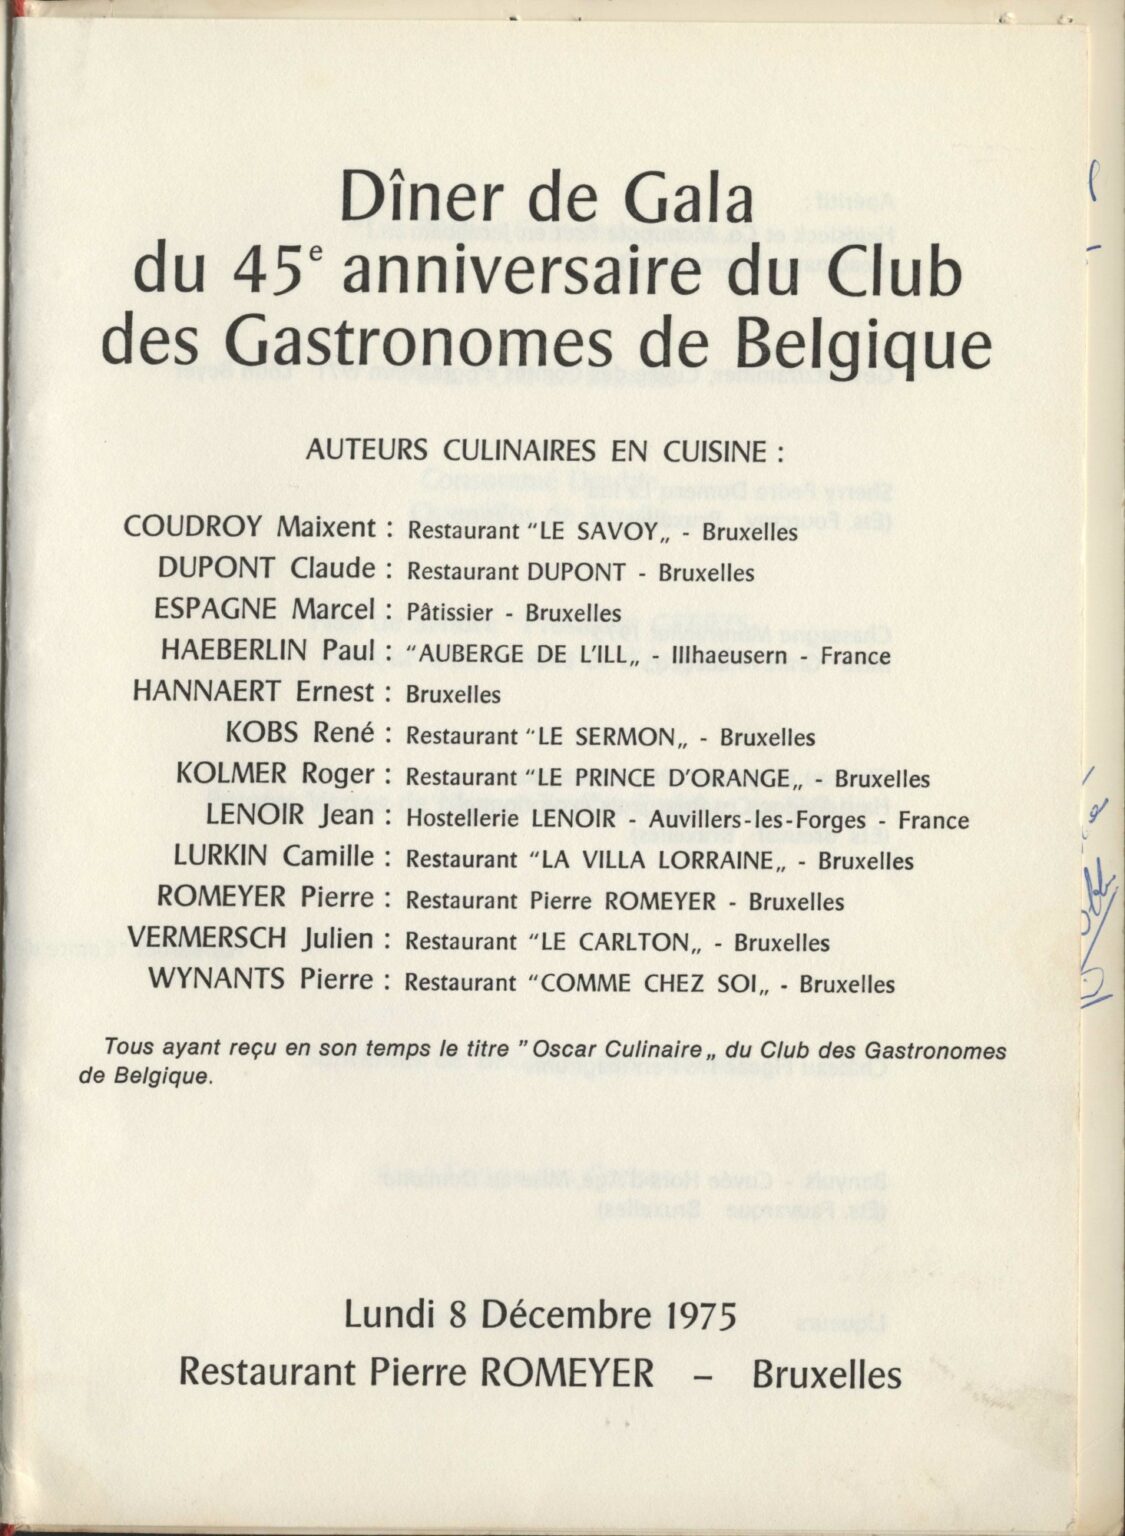 Dîner de Gala
du 45e anniversaire du Club
des Gastronomes de Belgique
AUTEURS CULINAIRES EN CUISINE :
COUDROY Maixent : Restaurant “LE SAVOY„ - Bruxelles
DUPONT Claude : Restaurant DUPONT - Bruxelles
ESPAGNE Marcel : Pâtissier - Bruxelles
HAEBERLIN Paul : “AUBERGE DE L’ILL„ - Illhaeusern - France
HANNAERT Ernest : Bruxelles
KOBS René : Restaurant “LE SERMON„ - Bruxelles
KOLMER Roger : Restaurant “LE PRINCE D’ORANGE„ - Bruxelles
LENOIR Jean : Hostellerie LENOIR - Auvillers-les-Forges - France
LURKIN Camille : Restaurant “LA VILLA LORRAINE„ - Bruxelles
ROMEYER Pierre : Restaurant Pierre ROMEYER - Bruxelles
VERMERSCH Julien : Restaurant “LE CARLTON„ - Bruxelles
WYNANTS Pierre : Restaurant “COMME CHEZ SOI„ - Bruxelles
Tous ayant reçu en son temps le titre ”Oscar Culinaire„ du Club des Gastronomes
de Belgique.
Lundi 8 Décembre 1975
Restaurant Pierre ROMEYER – Bruxelles